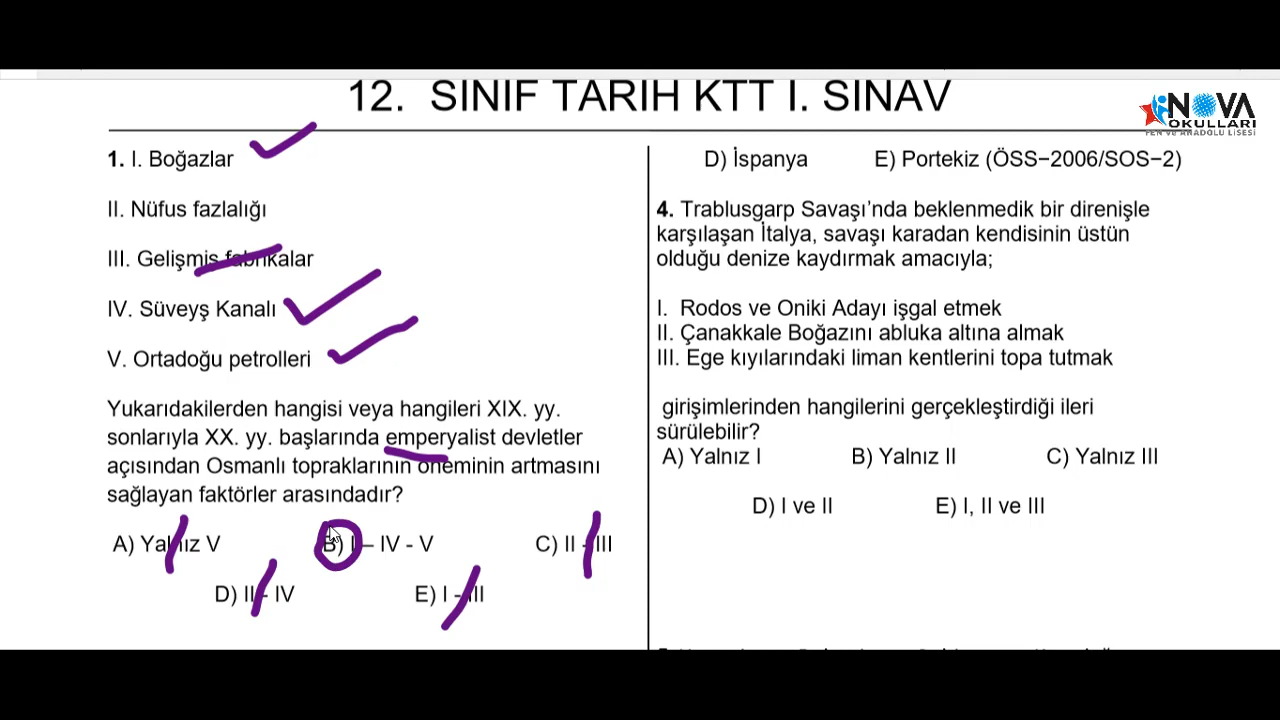 12. SINIF TARIH KTT I. SINAV
NOVA
OKULLARI
FEN ve ANADOLU LİSESİ
1. I. Boğazlar
II. Nüfus fazlalığı
III. Gelişmiş fabrikalar
IV. Süveyş Kanalı
V. Ortadoğu petrolleri
Yukarıdakilerden hangisi veya hangileri XIX. yy.
sonlarıyla XX. yy. başlarında emperyalist devletler
açısından Osmanlı topraklarının öneminin artmasını
sağlayan faktörler arasındadır?
A) Yalnız V B) I – IV - V C) II - III
D) II - IV E) I - III
D) İspanya E) Portekiz (ÖSS−2006/SOS−2)
4. Trablusgarp Savaşı’nda beklenmedik bir direnişle
karşılaşan İtalya, savaşı karadan kendisinin üstün
olduğu denize kaydırmak amacıyla;
I. Rodos ve Oniki Adayı işgal etmek
II. Çanakkale Boğazını abluka altına almak
III. Ege kıyılarındaki liman kentlerini topa tutmak
girişimlerinden hangilerini gerçekleştirdiği ileri
sürülebilir?
A) Yalnız I B) Yalnız II C) Yalnız III
D) I ve II E) I, II ve III